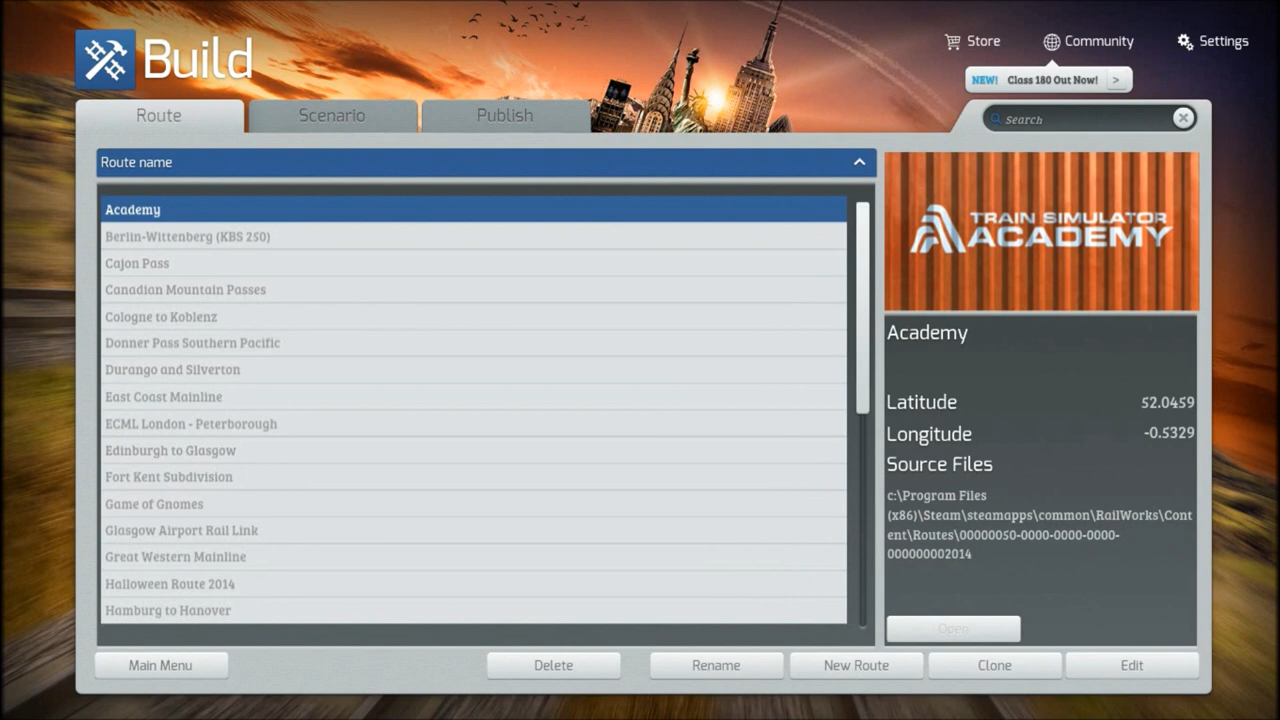 Build
Store
Community
Settings
NEW! Class 180 Out Now! >
Route
Scenario
Publish
Search
Route name
Academy
Berlin-Wittenberg (KBS 250)
Cajon Pass
Canadian Mountain Passes
Cologne to Koblenz
Donner Pass Southern Pacific
Durango and Silverton
East Coast Mainline
ECML London - Peterborough
Edinburgh to Glasgow
Fort Kent Subdivision
Game of Gnomes
Glasgow Airport Rail Link
Great Western Mainline
Halloween Route 2014
Hamburg to Hanover
TRAIN SIMULATOR
ACADEMY
Academy
Latitude 52.0459
Longitude -0.5329
Source Files
c:\Program Files
(x86)\Steam\steamapps\common\RailWorks\Cont
ent\Routes\00000050-0000-0000-0000-
000000002014
Open
Main Menu
Delete
Rename
New Route
Clone
Edit